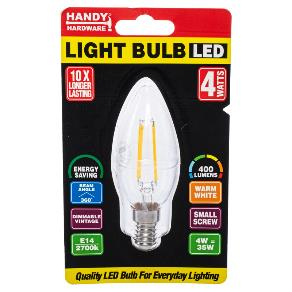 HANDY
HARDWARE
LIGHT BULB LED
10 X
LONGER
LASTING
4
WATTS
ENERGY
SAVING
400
LUMENS
BEAM
ANGLE
360°
WARM
WHITE
DIMMABLE
VINTAGE
SMALL
SCREW
E14
2700k
4W =
35W
Quality LED Bulb For Everyday Lighting